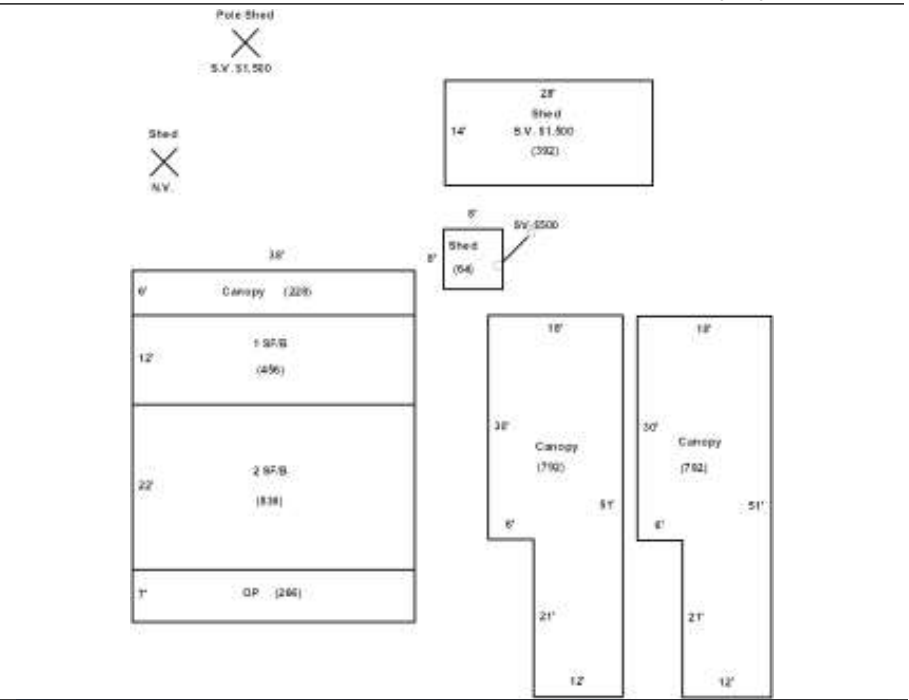 Pole Shed
S.V. $1,500
Shed
N.V.
28'
14'
Shed
S.V. $1,500
(392)
8'
SV $500
8'
Shed
(64)
38'
6'
Canopy (228)
12'
1 SF/B
(456)
22'
2 SF/B
(836)
7'
OP (266)
18'
30'
Canopy
(792)
51'
6'
21'
12'
18'
30'
Canopy
(792)
51'
6'
21'
12'